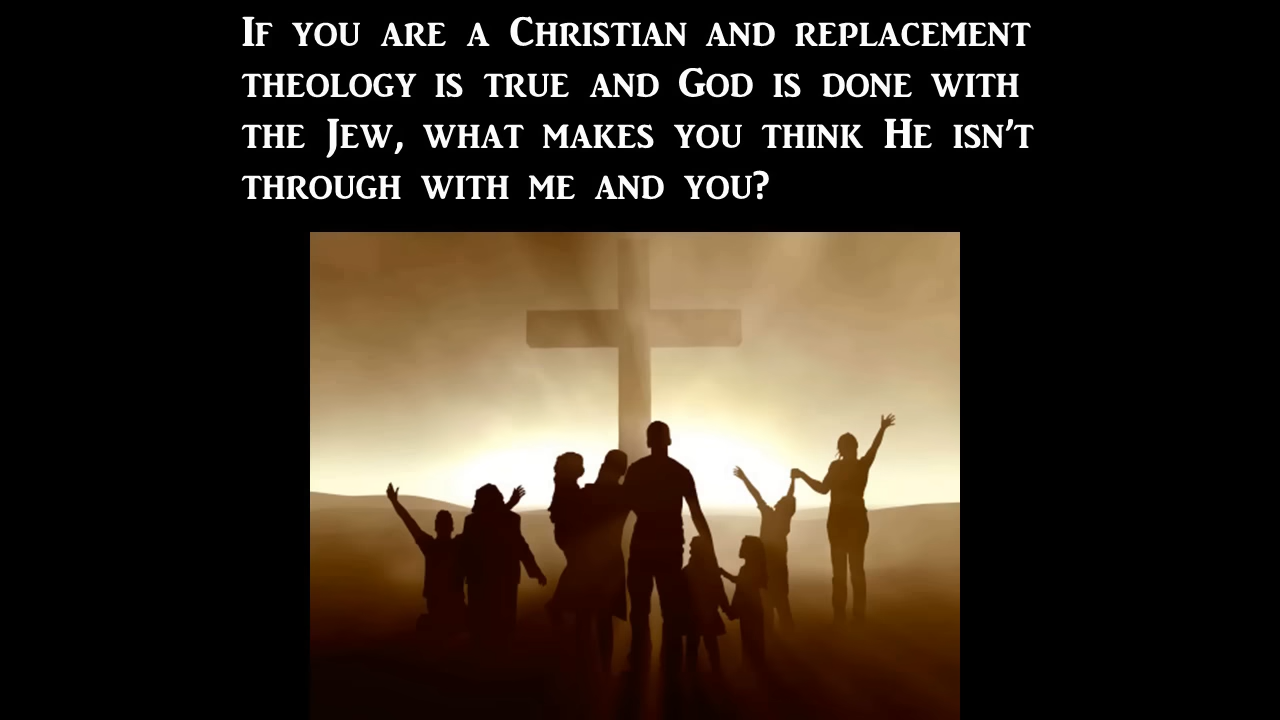 If you are a Christian and replacement
theology is true and God is done with
the Jew, what makes you think He isn't
through with me and you?